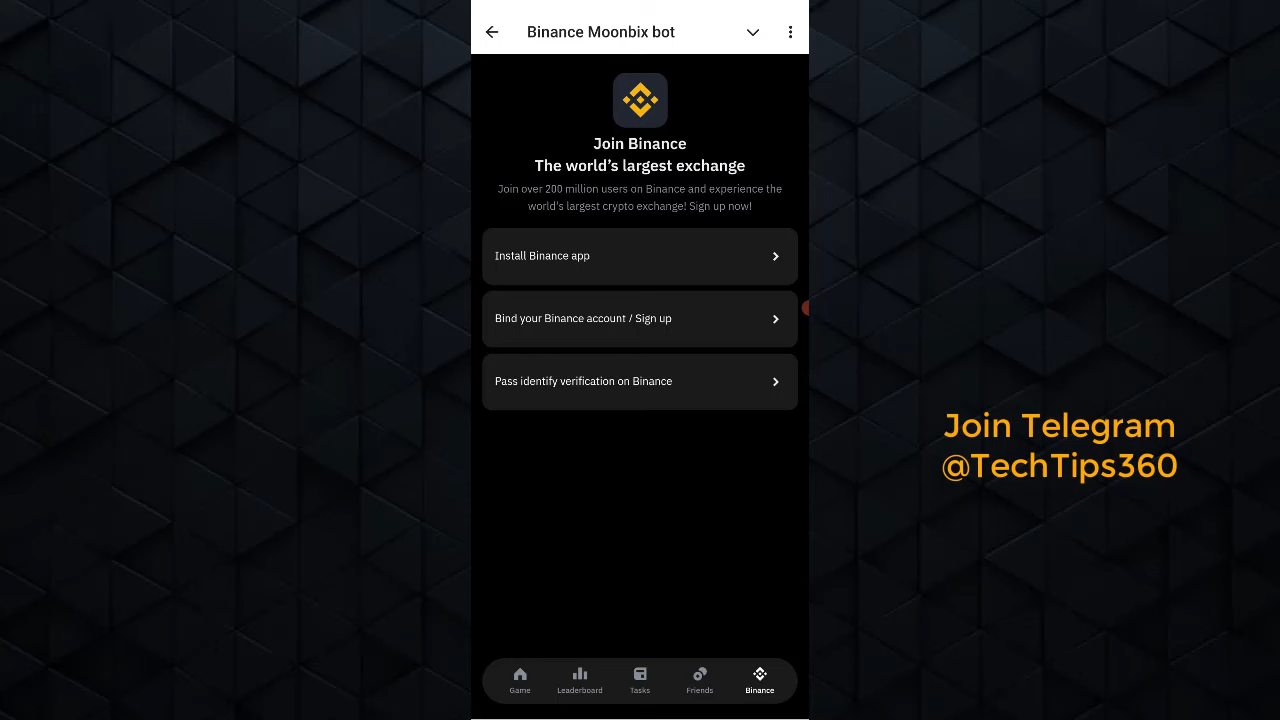 Binance Moonbix bot
Join Binance
The world's largest exchange
Join over 200 million users on Binance and experience the
world's largest crypto exchange! Sign up now!
Install Binance app
Bind your Binance account / Sign up
Pass identify verification on Binance
Join Telegram
@TechTips360
Game
Leaderboard
Tasks
Friends
Binance